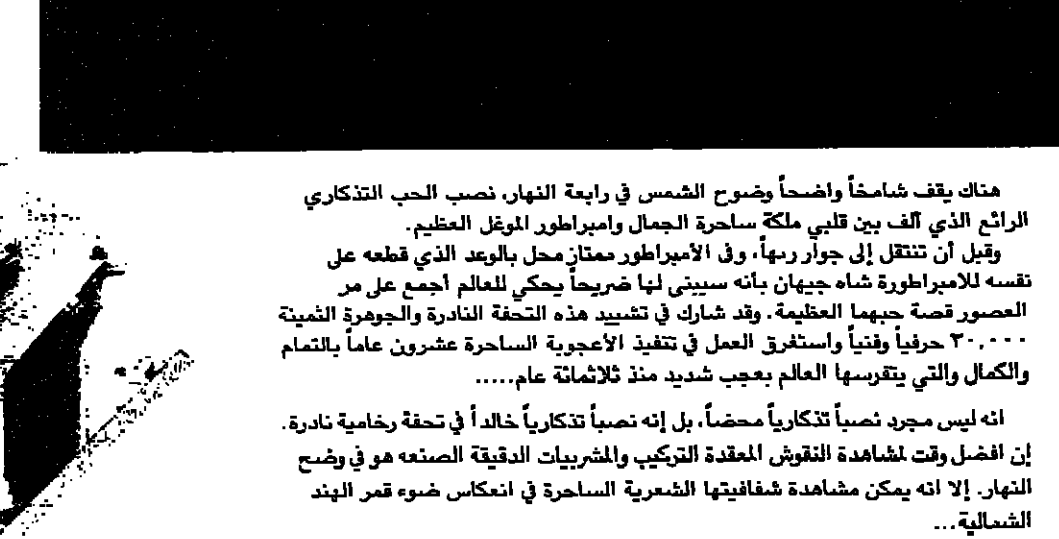 هناك يقف شامخاً واضحاً وضوح الشمس في رابعة النهار، نصب الحب التذكاري
الرائع الذي آلف بين قلبي ملكة ساحرة الجمال وامبراطور الموغل العظيم.
وقبل أن تنتقل إلى جوار ربها، وفى الأمبراطور ممتاز محل بالوعد الذي قطعه على
نفسه للامبراطورة شاه جيهان بأنه سيبنى لها ضريحاً يحكي للعالم أجمع على مر
العصور قصة حبهما العظيمة. وقد شارك في تشييد هذه التحفة النادرة والجوهرة الثمينة
٢٠,٠٠٠ حرفياً وفنياً واستغرق العمل في تنفيذ الأعجوبة الساحرة عشرون عاماً بالتمام
والكمال والتي يتفرسها العالم بعجب شديد منذ ثلاثمائة عام.....
انه ليس مجرد نصباً تذكارياً محضاً، بل إنه نصباً تذكارياً خالداً في تحفة رخامية نادرة.
إن افضل وقت لمشاهدة النقوش المعقدة التركيب والمشربيات الدقيقة الصنعه هو في وضح
النهار. إلا انه يمكن مشاهدة شفافيتها الشعرية الساحرة في انعكاس ضوء قمر الهند
الشمالية...